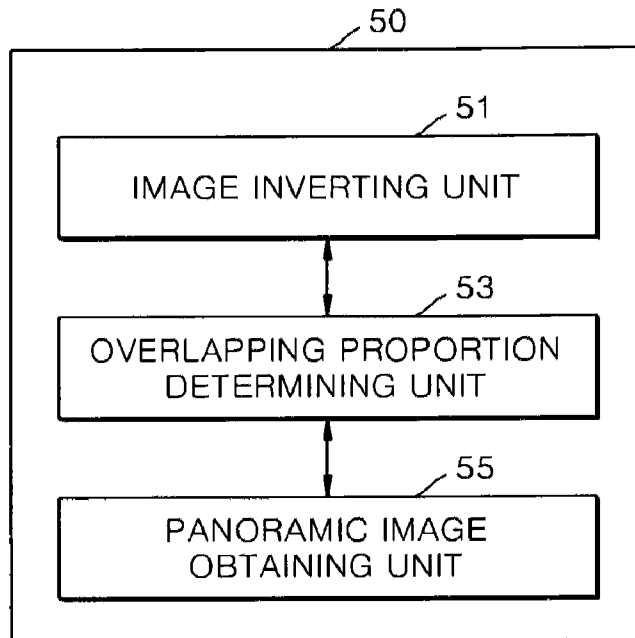 50
51
IMAGE INVERTING UNIT
53
OVERLAPPING PROPORTION
DETERMINING UNIT
55
PANORAMIC IMAGE
OBTAINING UNIT